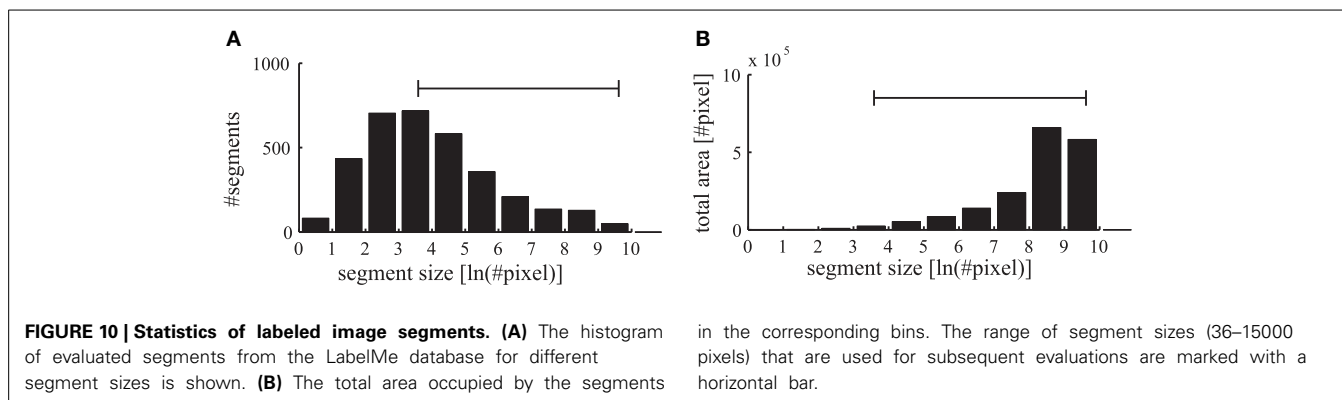 A
1000
500
0
#segments
0 1 2 3 4 5 6 7 8 9 10
segment size [ln(#pixel)]
B
x 10^5
10
5
0
total area [#pixel]
0 1 2 3 4 5 6 7 8 9 10
segment size [ln(#pixel)]
FIGURE 10 | Statistics of labeled image segments. (A) The histogram
of evaluated segments from the LabelMe database for different
segment sizes is shown. (B) The total area occupied by the segments
in the corresponding bins. The range of segment sizes (36–15000
pixels) that are used for subsequent evaluations are marked with a
horizontal bar.